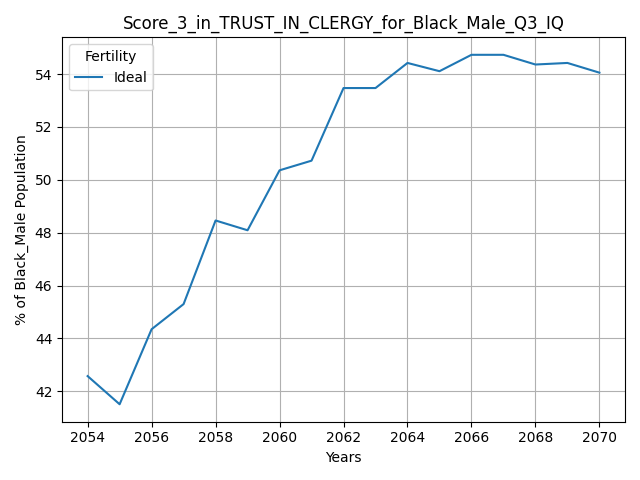 Score_3_in_TRUST_IN_CLERGY_for_Black_Male_Q3_IQ
Fertility
Ideal
% of Black_Male Population
54
52
50
48
46
44
42
2054 2056 2058 2060 2062 2064 2066 2068 2070
Years